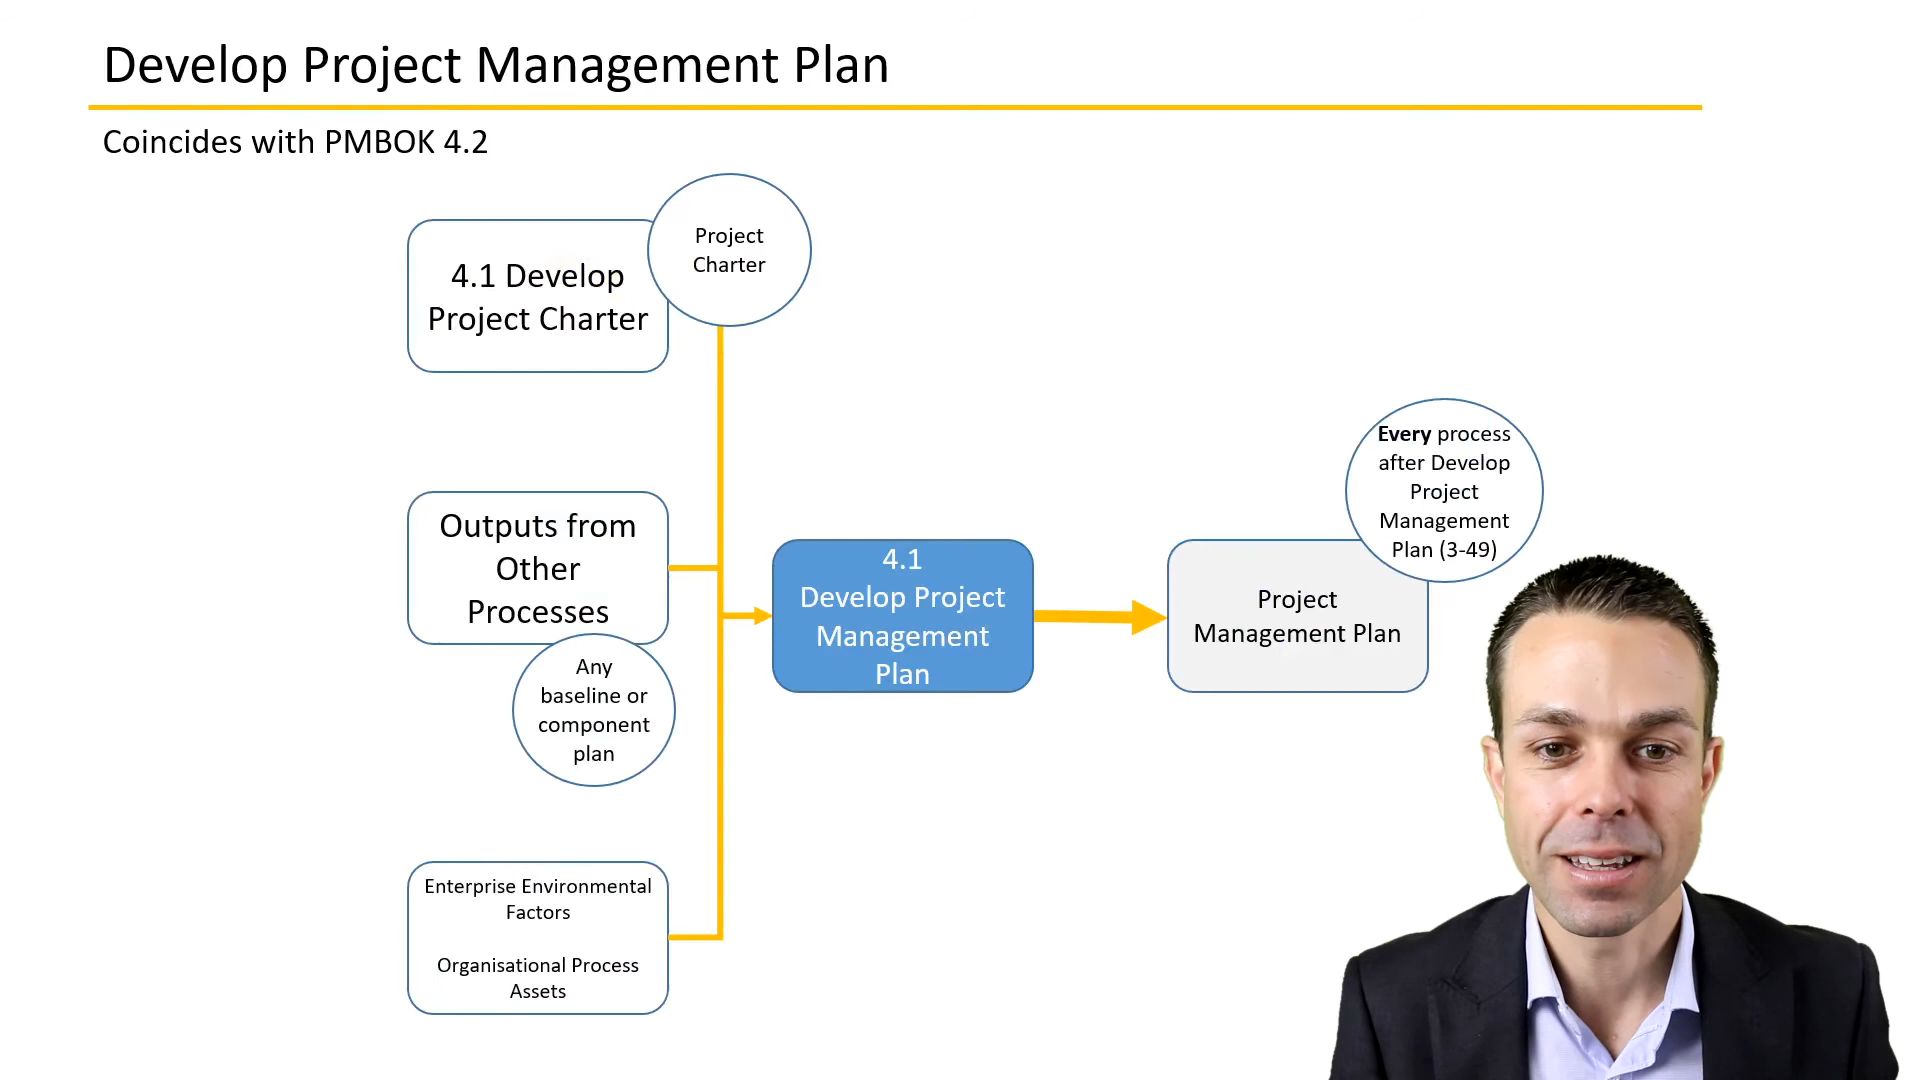 Develop Project Management Plan
Coincides with PMBOK 4.2
4.1 Develop
Project Charter
Project
Charter
Outputs from
Other
Processes
Any
baseline or
component
plan
Enterprise Environmental
Factors
Organisational Process
Assets
4.1
Develop Project
Management
Plan
Project
Management Plan
Every process
after Develop
Project
Management
Plan (3-49)